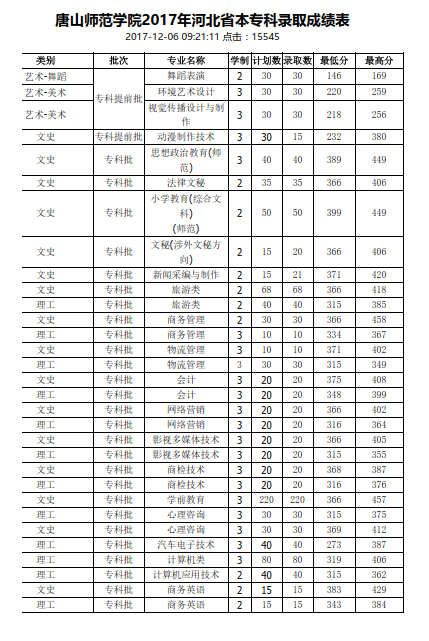 唐山师范学院2017年河北省本专科录取成绩表
2017-12-06 09:21:11 点击：15545
类别 批次 专业名称 学制 计划数 录取数 最低分 最高分
艺术-舞蹈 舞蹈表演 2 30 30 146 169
艺术-美术 专科提前批 环境艺术设计 3 30 30 220 259
艺术-美术 视觉传播设计与制
作 3 30 30 218 256
文史 专科提前批 动漫制作技术 3 30 15 232 380
文史 专科批 思想政治教育(师
范) 3 40 40 389 449
文史 专科批 法律文秘 2 35 35 366 406
文史 专科批 小学教育(综合文
科)
(师范) 2 50 50 399 449
文史 专科批 文秘(涉外文秘方
向) 2 15 20 366 406
文史 专科批 新闻采编与制作 2 15 21 371 420
文史 专科批 旅游类 2 68 68 366 418
理工 专科批 旅游类 2 40 40 315 385
文史 专科批 商务管理 2 30 30 366 458
理工 专科批 商务管理 3 10 10 334 367
文史 专科批 物流管理 3 10 10 371 402
理工 专科批 物流管理 3 30 30 315 349
文史 专科批 会计 3 20 20 375 408
理工 专科批 会计 3 20 20 348 399
文史 专科批 网络营销 3 20 20 366 402
理工 专科批 网络营销 3 20 20 316 364
文史 专科批 影视多媒体技术 3 20 20 366 405
理工 专科批 影视多媒体技术 3 20 20 315 355
文史 专科批 商检技术 3 20 20 368 387
理工 专科批 商检技术 3 20 20 316 376
文史 专科批 学前教育 3 220 220 366 457
理工 专科批 心理咨询 3 30 30 315 375
文史 专科批 心理咨询 3 30 30 369 412
理工 专科批 汽车电子技术 3 40 40 273 387
理工 专科批 计算机类 3 80 80 319 406
理工 专科批 计算机应用技术 2 40 40 315 362
文史 专科批 商务英语 2 15 15 383 429
理工 专科批 商务英语 2 15 15 343 384